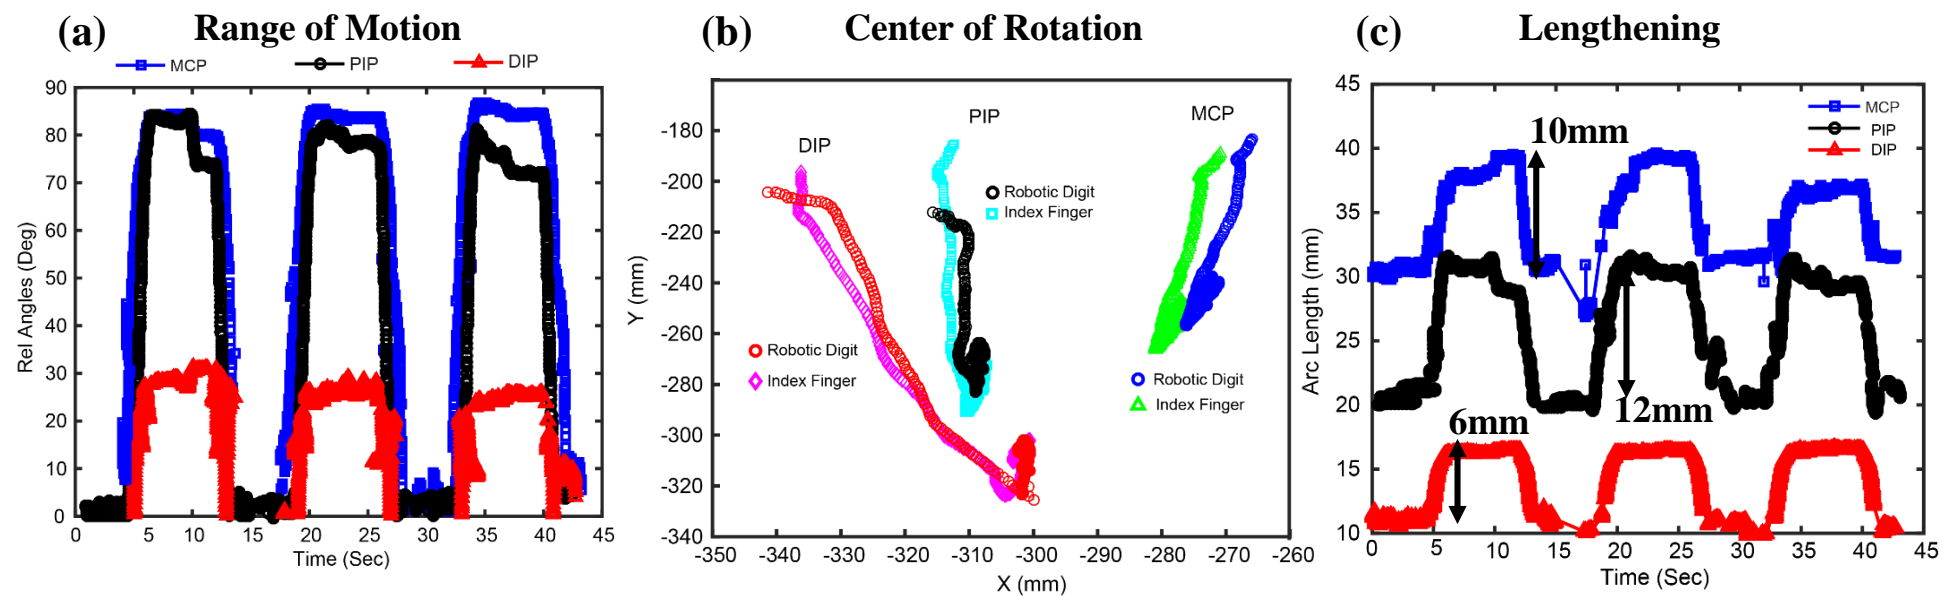 (a) Range of Motion
MCP PIP DIP
90
80
70
60
50
40
30
20
10
0
Rel Angles (Deg)
0 5 10 15 20 25 30 35 40 45
Time (Sec)
(b) Center of Rotation
DIP PIP MCP
Robotic Digit
Index Finger
Robotic Digit
Index Finger
Robotic Digit
Index Finger
-180
-200
-220
-240
-260
-280
-300
-320
-340
Y (mm)
-350 -340 -330 -320 -310 -300 -290 -280 -270 -260
X (mm)
(c) Lengthening
MCP
PIP
DIP
10mm
12mm
6mm
45
40
35
30
25
20
15
10
Arc Length (mm)
0 5 10 15 20 25 30 35 40 45
Time (Sec)